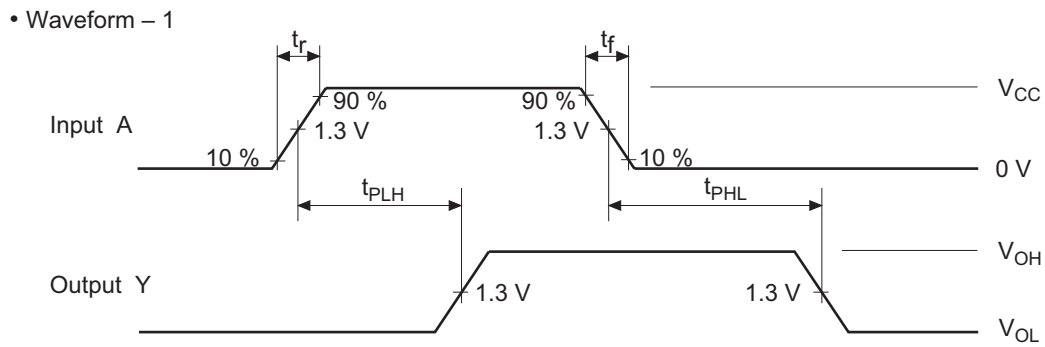 • Waveform – 1
tr
tf
90 %
90 %
VCC
Input A
1.3 V
1.3 V
10 %
10 %
0 V
tPLH
tPHL
VOH
Output Y
1.3 V
1.3 V
VOL